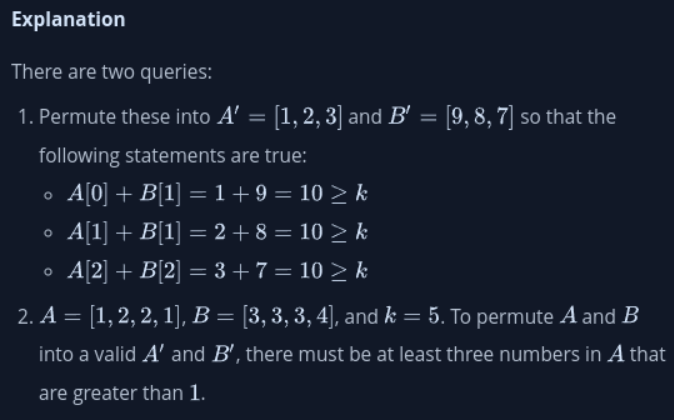 Explanation
There are two queries:
1. Permute these into A′ = [1, 2, 3] and B′ = [9, 8, 7] so that the
following statements are true:
◦ A[0] + B[1] = 1 + 9 = 10 ≥ k
◦ A[1] + B[1] = 2 + 8 = 10 ≥ k
◦ A[2] + B[2] = 3 + 7 = 10 ≥ k
2. A = [1, 2, 2, 1], B = [3, 3, 3, 4], and k = 5. To permute A and B
into a valid A′ and B′, there must be at least three numbers in A that
are greater than 1.